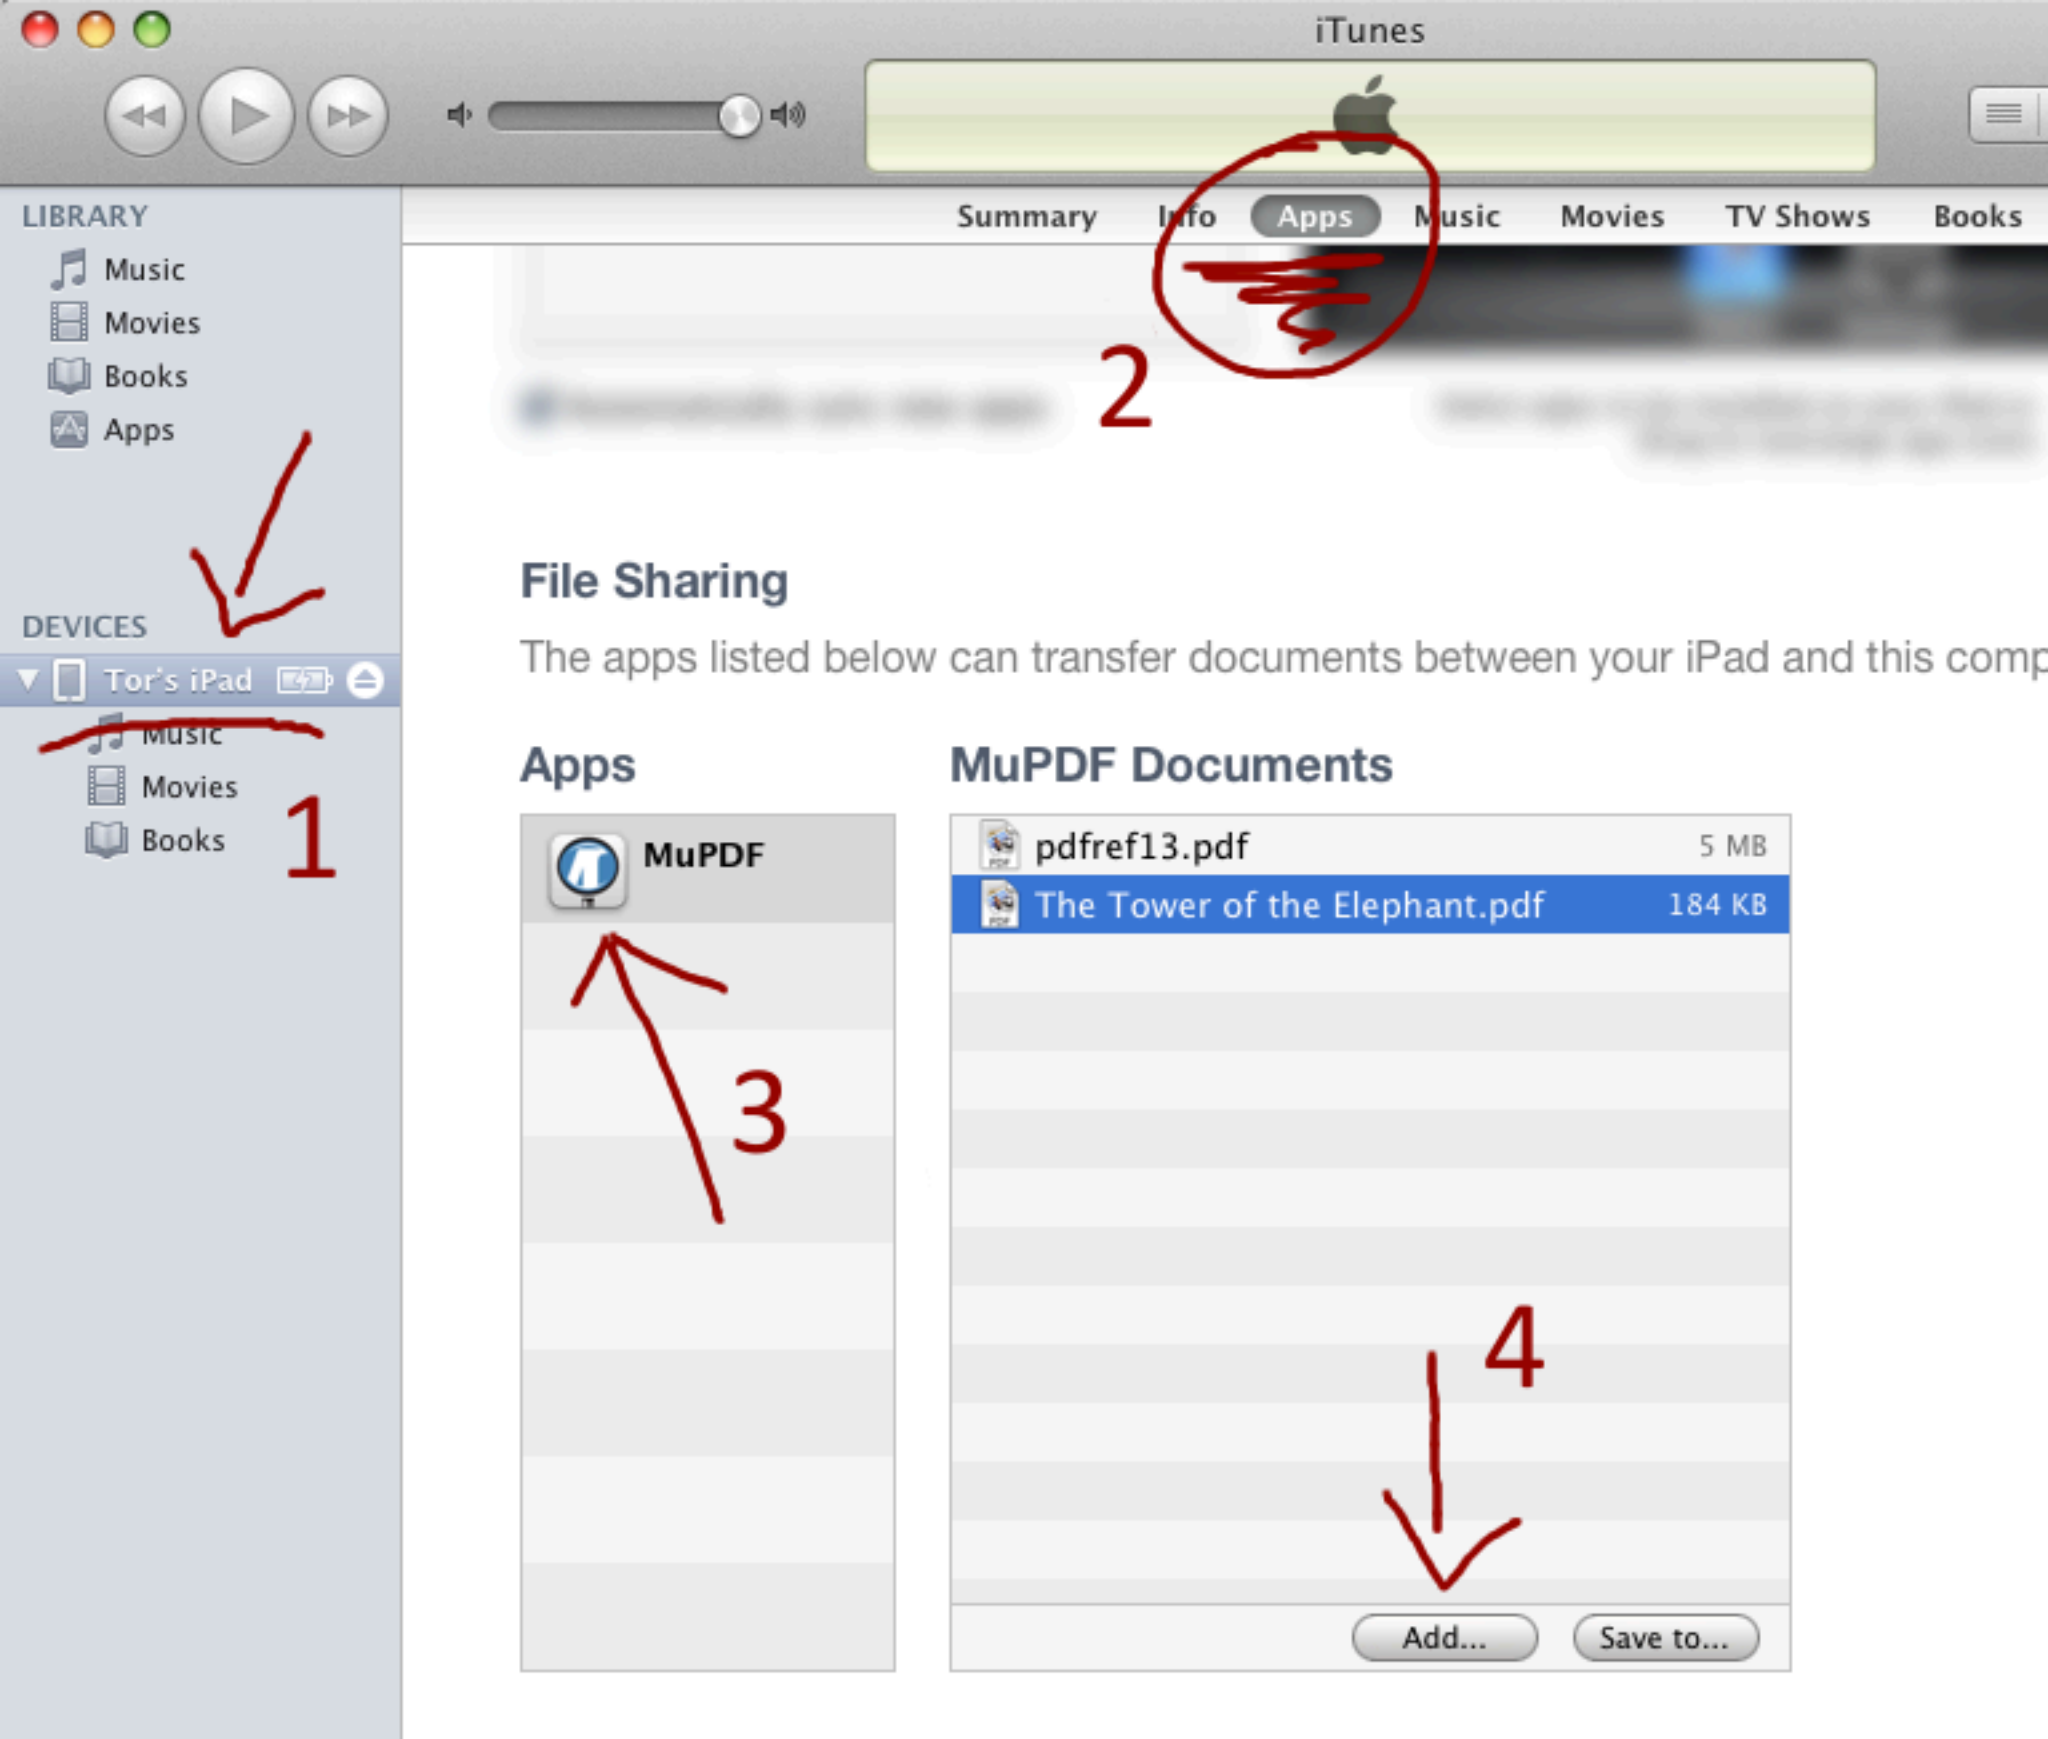 iTunes
LIBRARY
Music
Movies
Books
Apps
DEVICES
Tor's iPad
Music
Movies
Books
1
Summary Info Apps Music Movies TV Shows Books
2
File Sharing
The apps listed below can transfer documents between your iPad and this comp
Apps
MuPDF
3
MuPDF Documents
pdfref13.pdf 5 MB
The Tower of the Elephant.pdf 184 KB
4
Add... Save to...